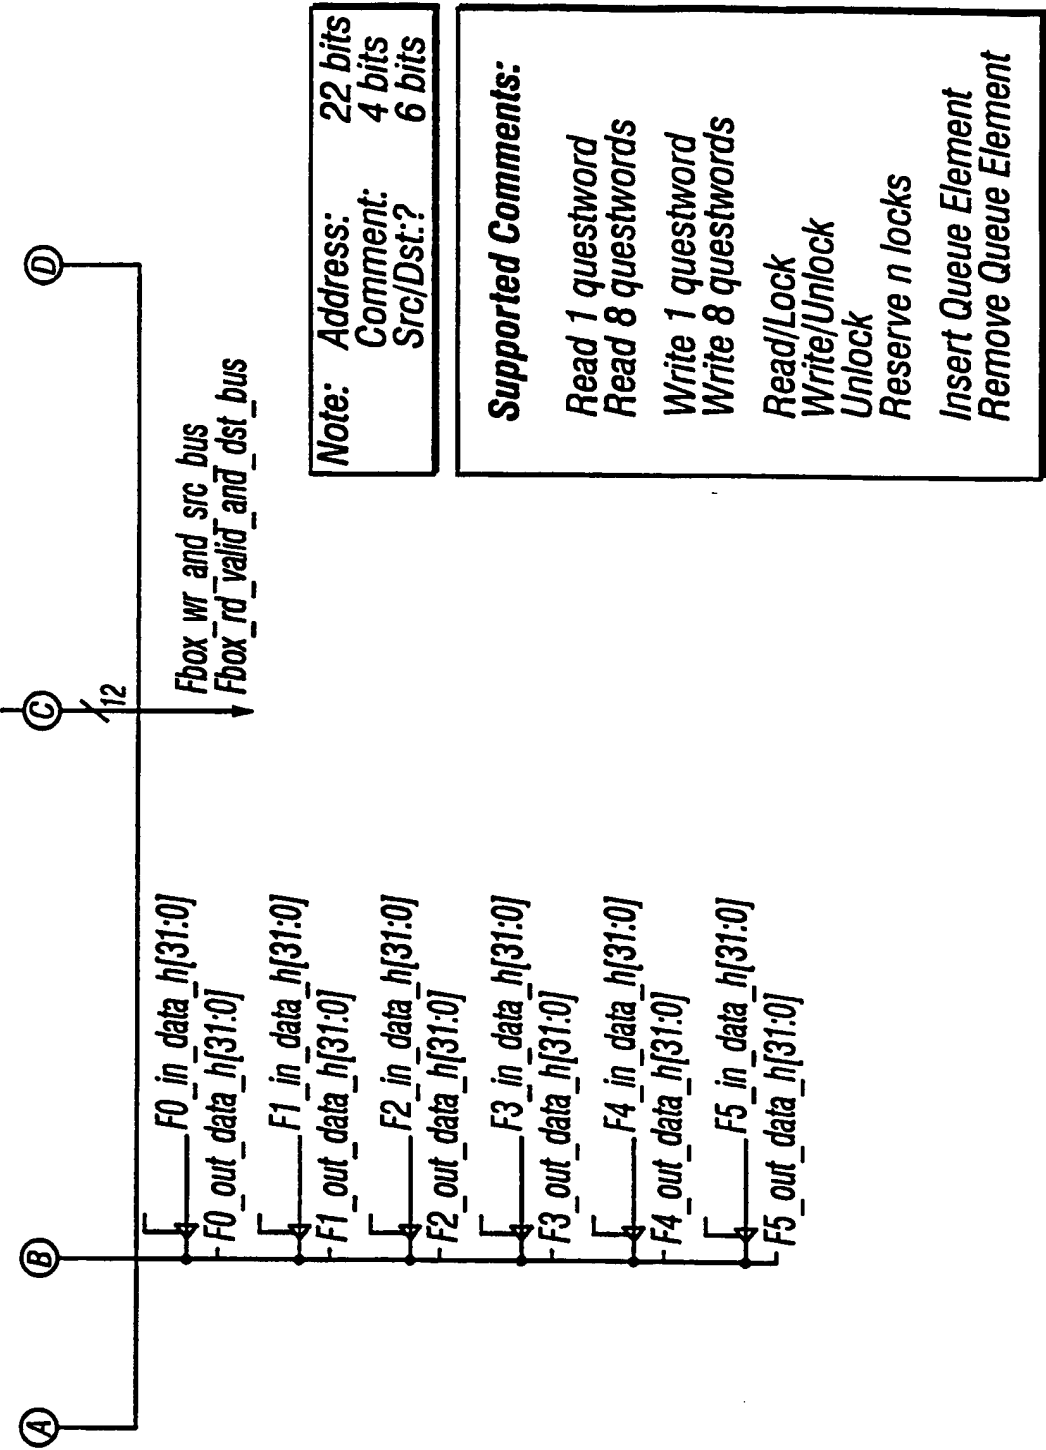 A
B
C
D
12
Fbox_wr_and_src_bus
Fbox_rd_valid_and_dst_bus
F0_in_data_h[31:0]
F0_out_data_h[31:0]
F1_in_data_h[31:0]
F1_out_data_h[31:0]
F2_in_data_h[31:0]
F2_out_data_h[31:0]
F3_in_data_h[31:0]
F3_out_data_h[31:0]
F4_in_data_h[31:0]
F4_out_data_h[31:0]
F5_in_data_h[31:0]
F5_out_data_h[31:0]
Note: Address: 22 bits
Comment: 4 bits
Src/Dst:? 6 bits
Supported Comments:
Read 1 questword
Read 8 questwords
Write 1 questword
Write 8 questwords
Read/Lock
Write/Unlock
Unlock
Reserve n locks
Insert Queue Element
Remove Queue Element